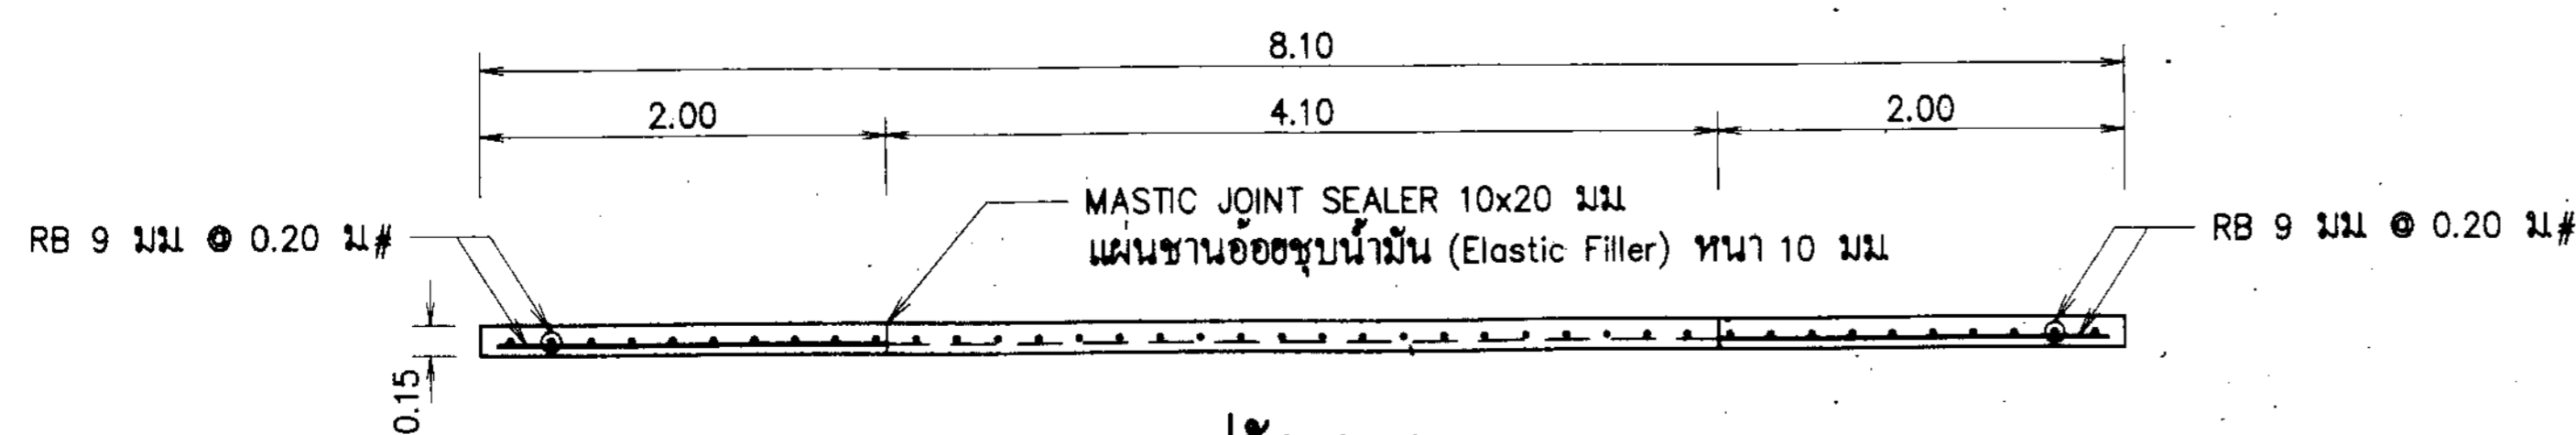 8.10
2.00 4.10 2.00
MASTIC JOINT SEALER 10x20 มม
RB 9 มม @ 0.20 ม# แผ่นชานอ้อยชุบน้ำมัน (Elastic Filler) หนา 10 มม RB 9 มม @ 0.20 ม#
0.15